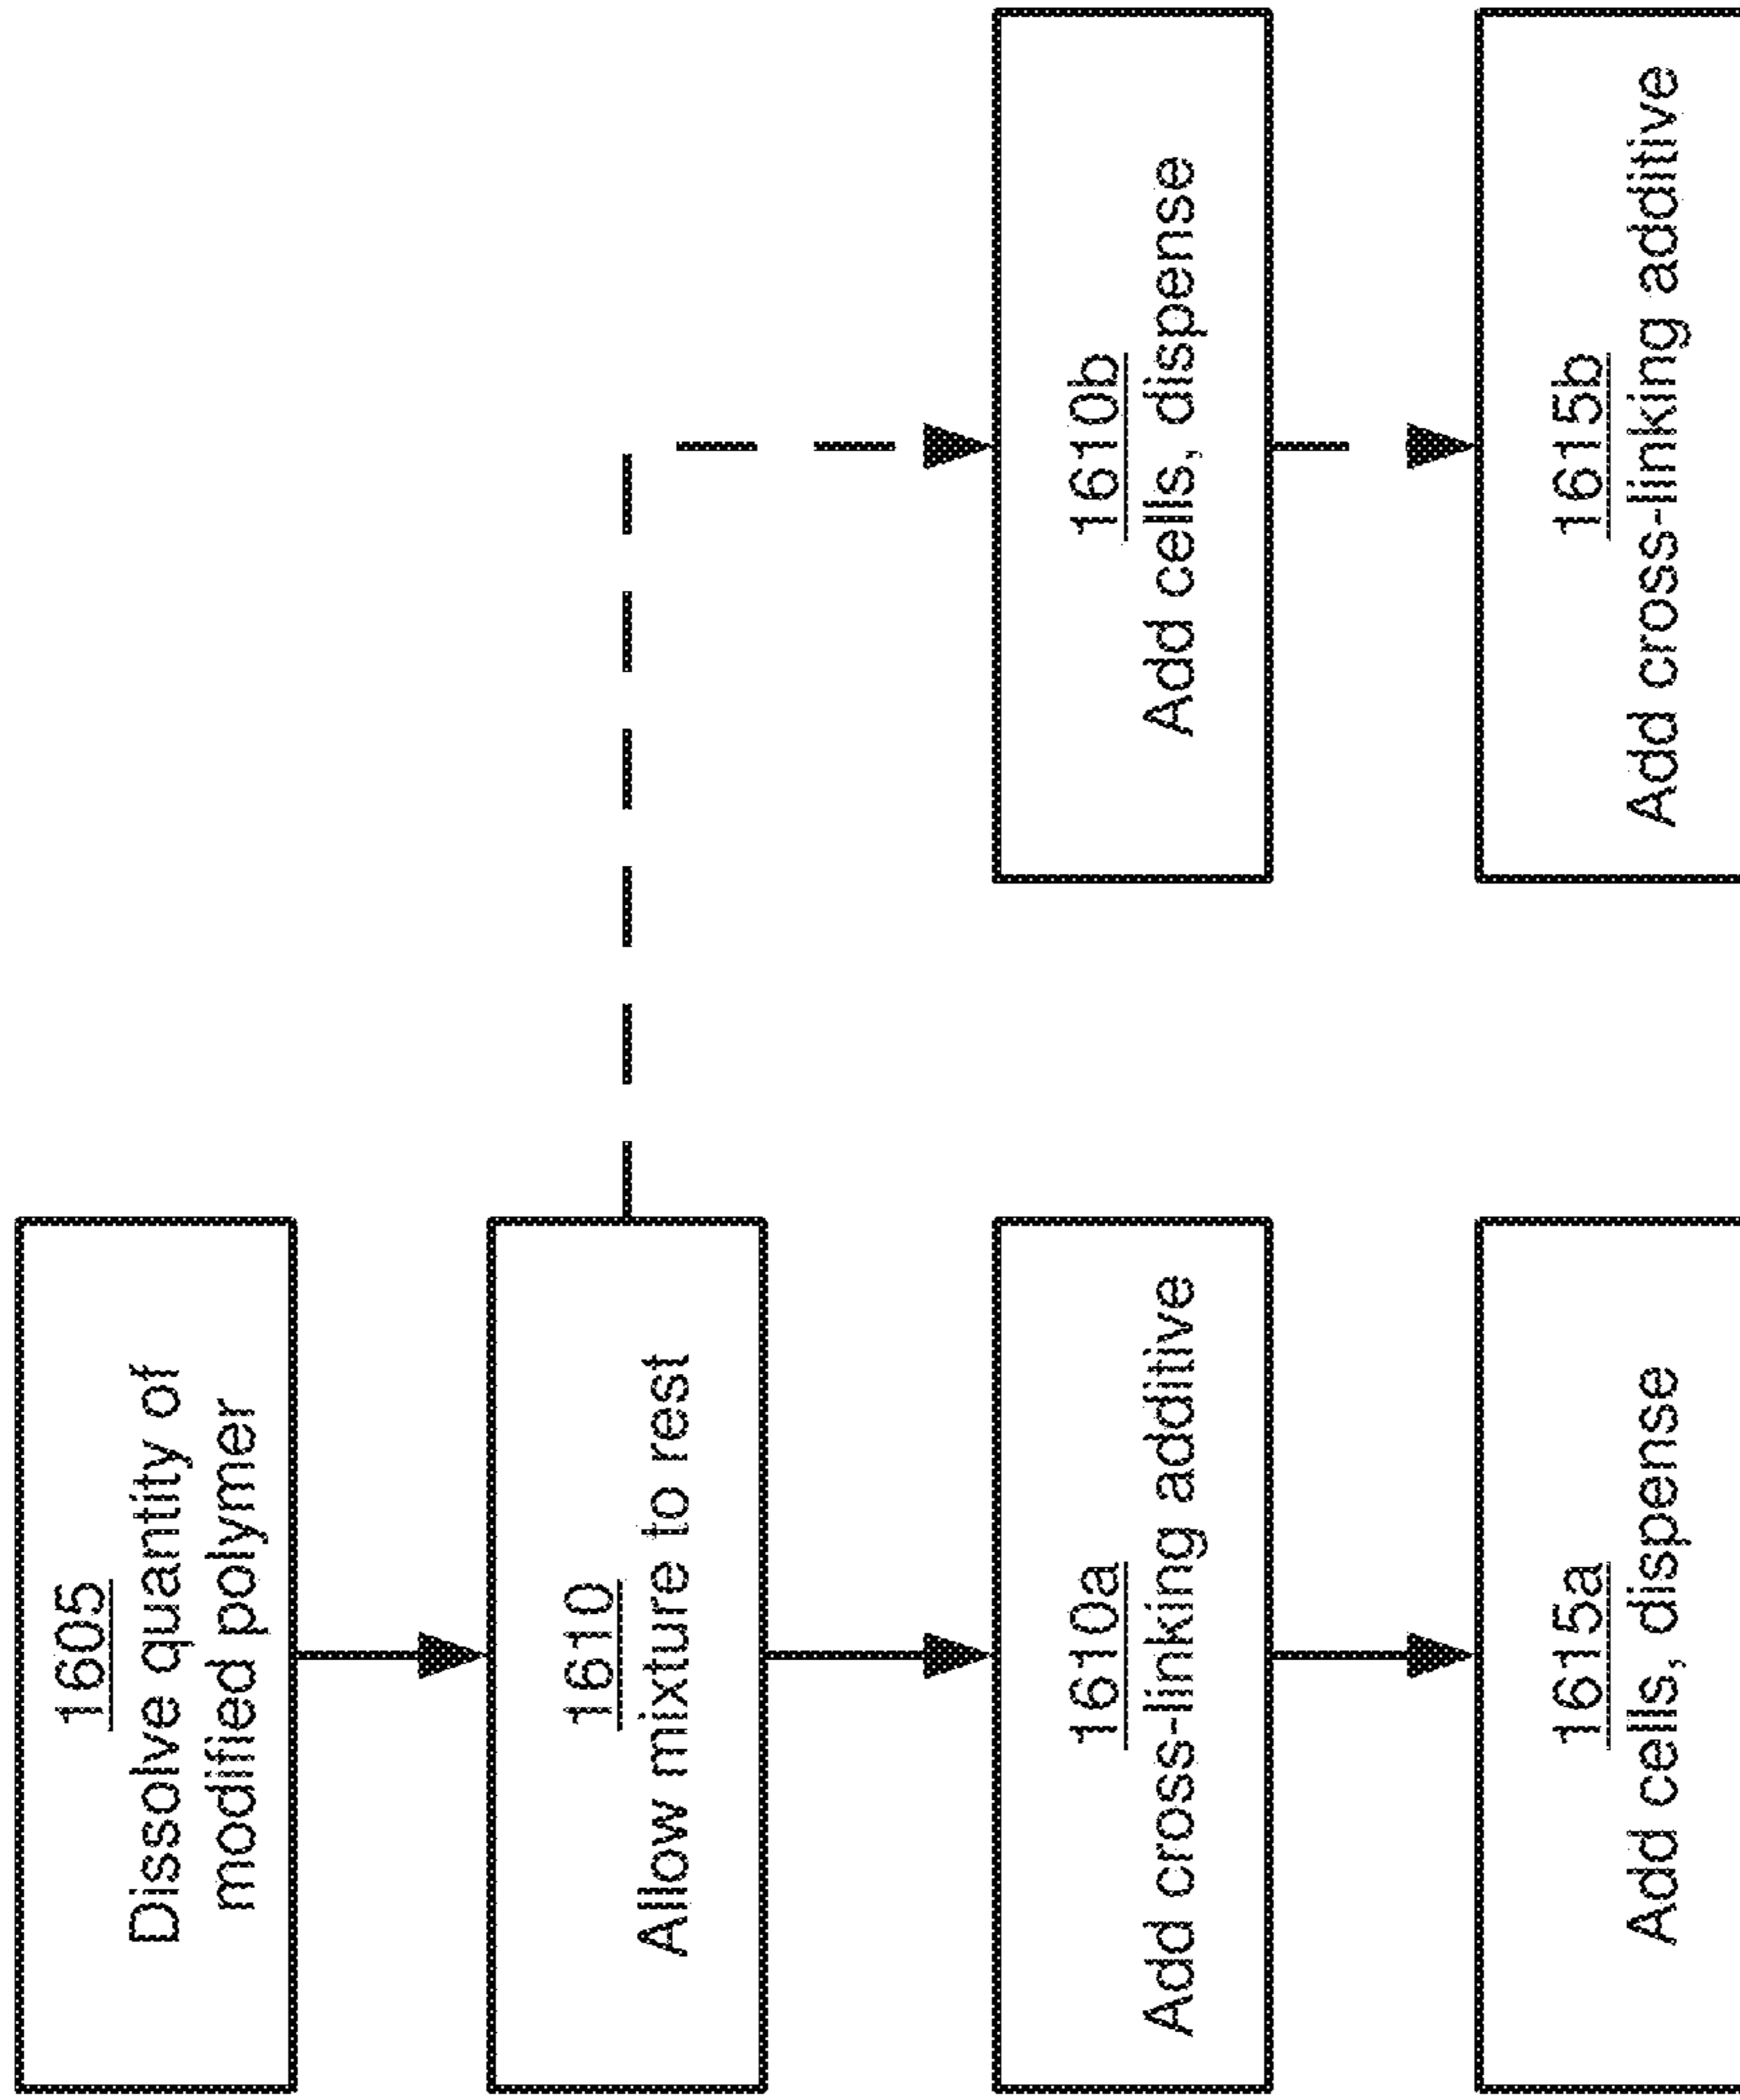 1605
Dissolve quantity of
modified polymer
1610
Allow mixture to rest
1610a
Add cross-linking additive
1615a
Add cells, dispense
1610b
Add cells, dispense
1615b
Add cross-linking additive